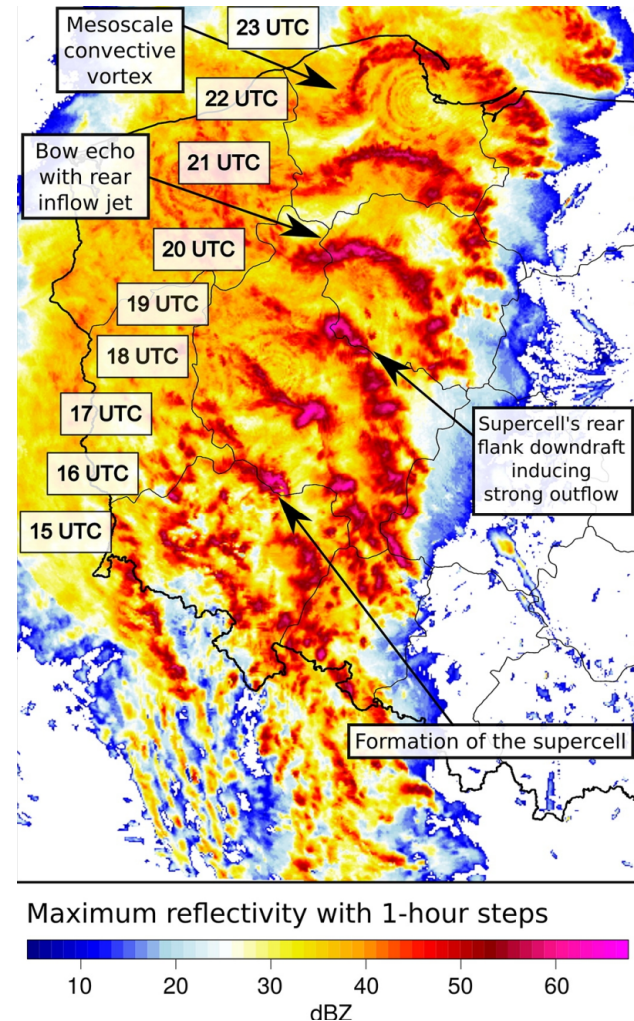 23 UTC
Mesoscale
convective
vortex
22 UTC
Bow echo
with rear
inflow jet
21 UTC
20 UTC
19 UTC
18 UTC
17 UTC
Supercell's rear
flank downdraft
inducing
strong outflow
16 UTC
15 UTC
Formation of the supercell
Maximum reflectivity with 1-hour steps
10 20 30 40 50 60
dBZ